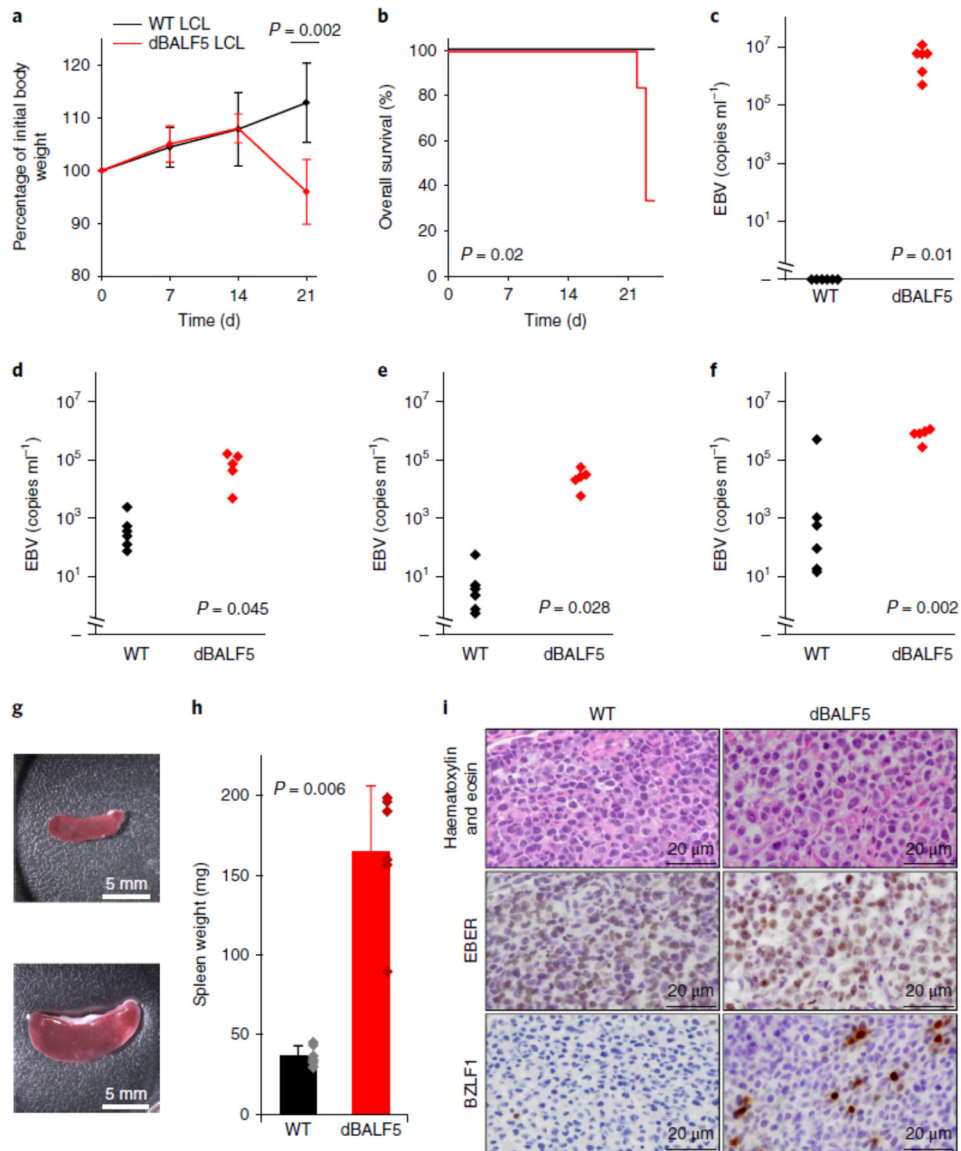 a
WT LCL
dBALF5 LCL
P = 0.002
Percentage of initial body
weight
120
110
100
90
80
0 7 14 21
Time (d)
b
Overall survival (%)
100
80
60
40
20
0
P = 0.02
0 7 14 21
Time (d)
c
EBV (copies ml⁻¹)
10⁷
10⁵
10³
10¹
–
P = 0.01
WT dBALF5
d
EBV (copies ml⁻¹)
10⁷
10⁵
10³
10¹
–
P = 0.045
WT dBALF5
e
EBV (copies ml⁻¹)
10⁷
10⁵
10³
10¹
–
P = 0.028
WT dBALF5
f
EBV (copies ml⁻¹)
10⁷
10⁵
10³
10¹
–
P = 0.002
WT dBALF5
g
5 mm
5 mm
h
P = 0.006
Spleen weight (mg)
200
150
100
50
0
WT dBALF5
i
WT dBALF5
Haematoxylin
and eosin
20 μm 20 μm
EBER
20 μm 20 μm
BZLF1
20 μm 20 μm